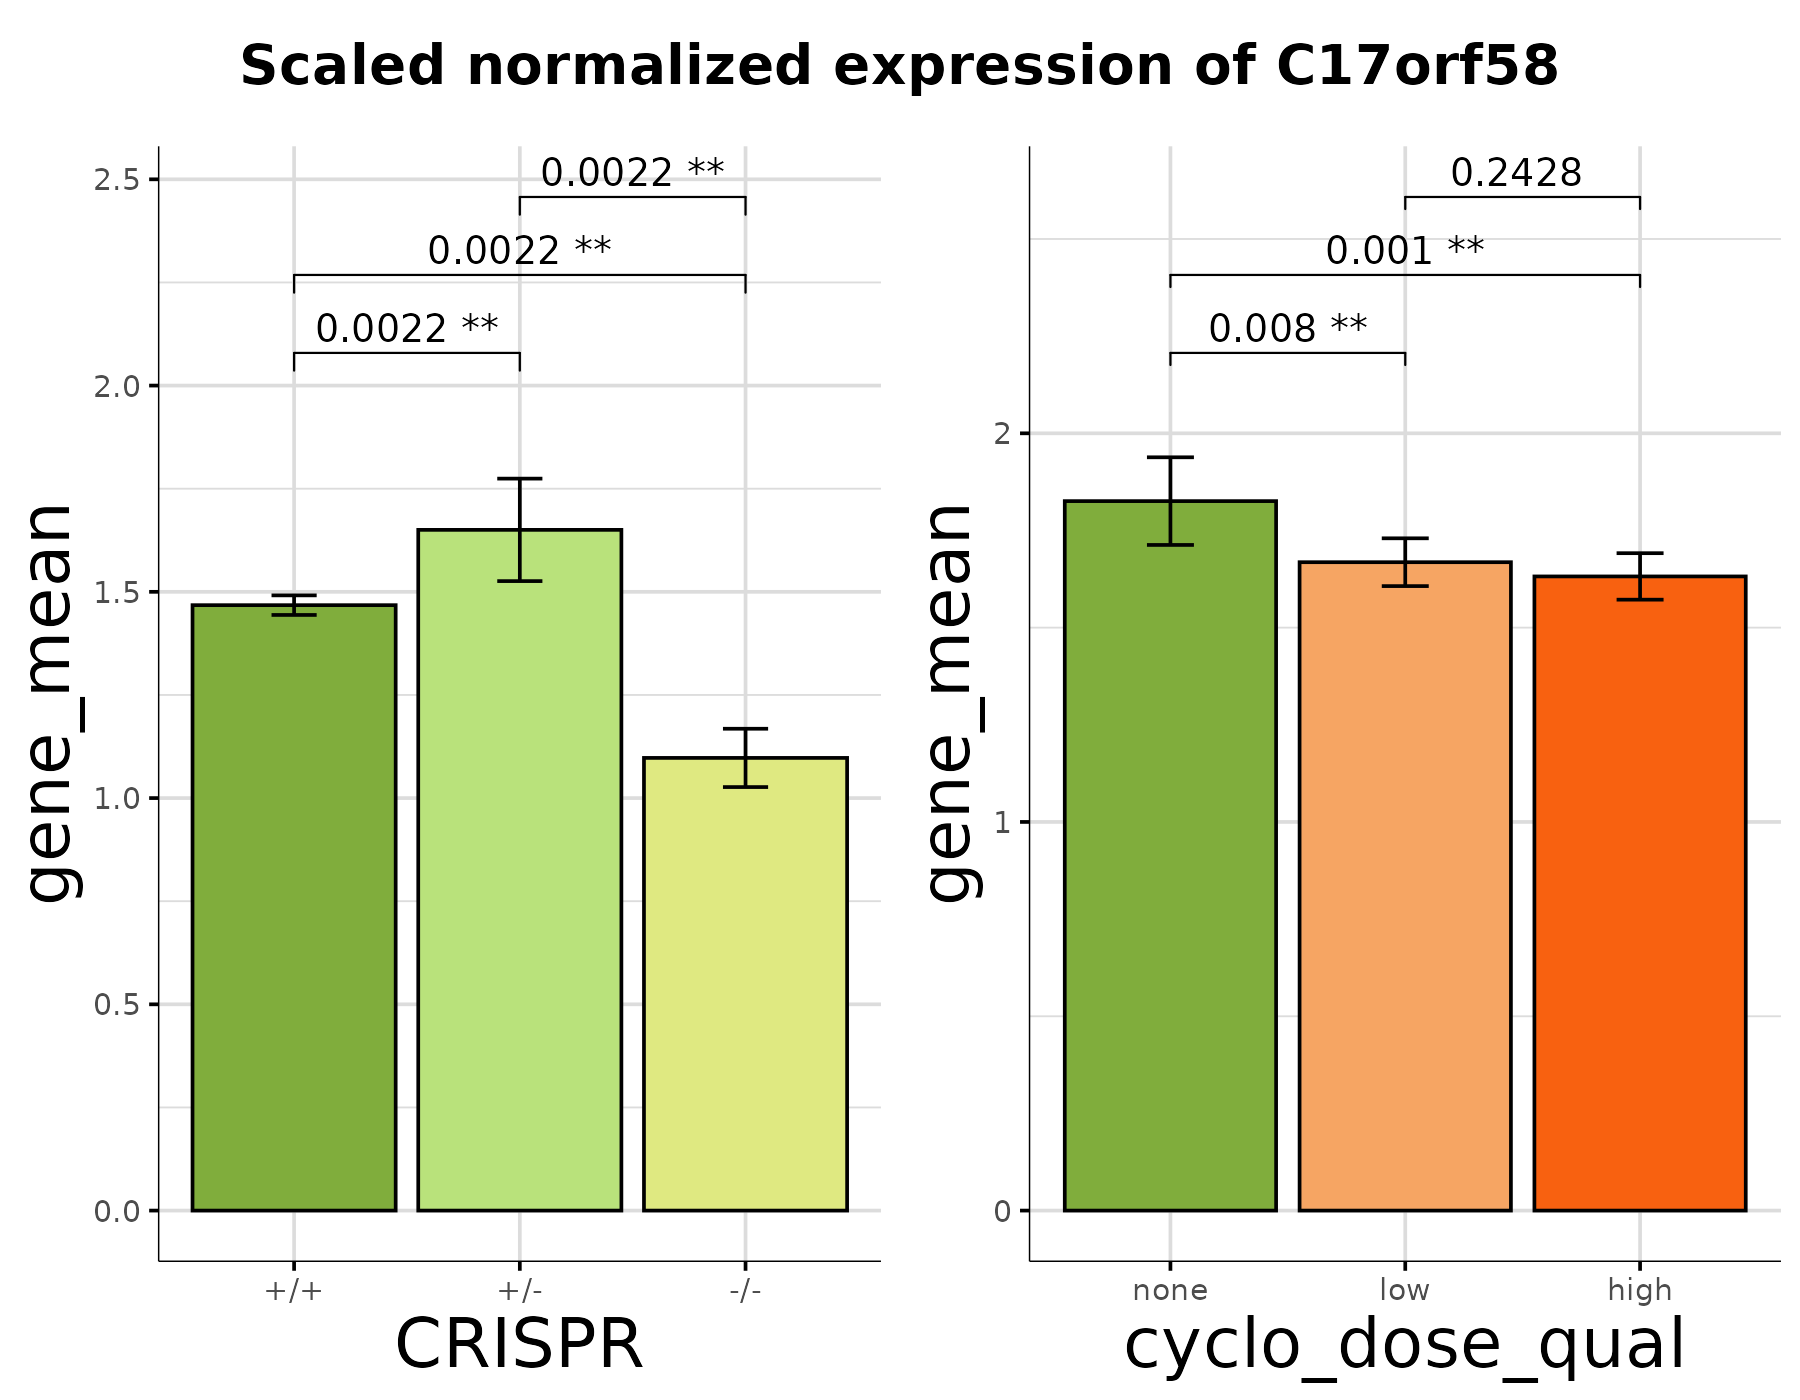 Scaled normalized expression of C17orf58
gene_mean
2.5
2.0
1.5
1.0
0.5
0.0
0.0022 **
0.0022 **
0.0022 **
+/+
+/-
-/-
CRISPR
gene_mean
2
1
0
0.2428
0.001 **
0.008 **
none
low
high
cyclo_dose_qual